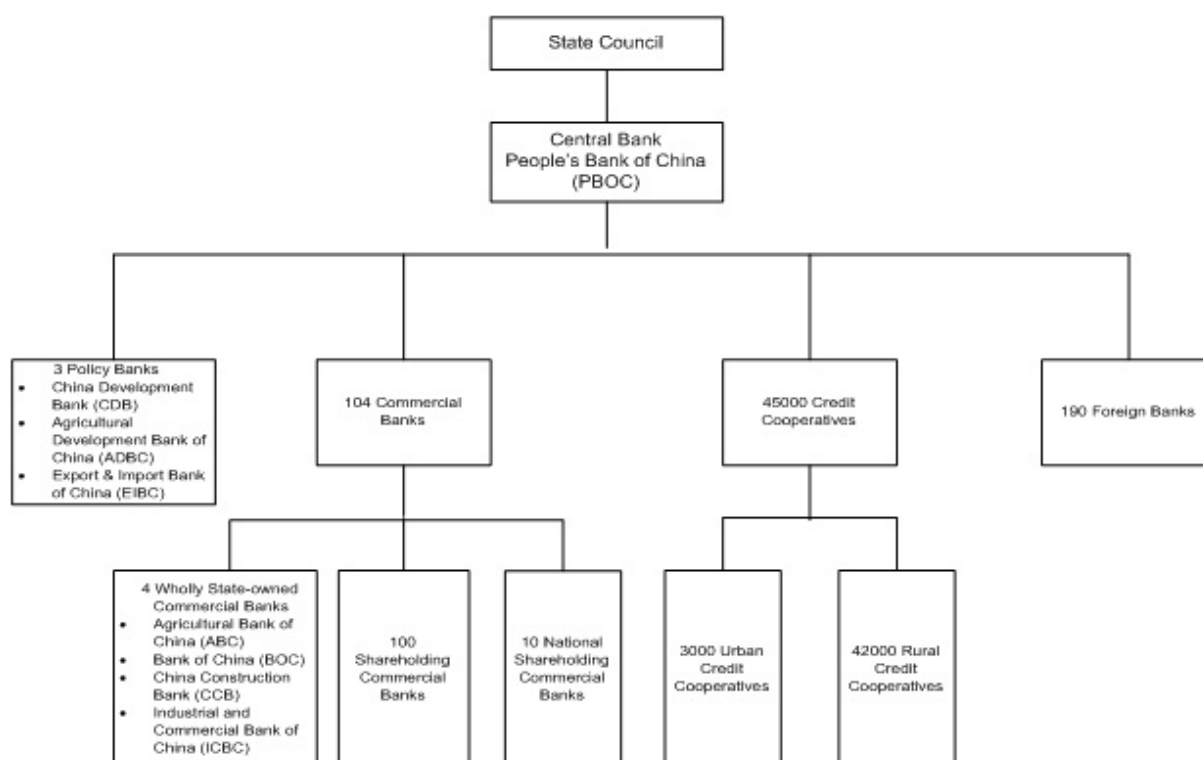 State Council
Central Bank
People's Bank of China
(PBOC)
3 Policy Banks
• China Development
Bank (CDB)
• Agricultural
Development Bank of
China (ADBC)
• Export & Import Bank
of China (EIBC)
104 Commercial
Banks
45000 Credit
Cooperatives
190 Foreign Banks
4 Wholly State-owned
Commercial Banks
• Agricultural Bank of
China (ABC)
• Bank of China (BOC)
• China Construction
Bank (CCB)
• Industrial and
Commercial Bank of
China (ICBC)
100
Shareholding
Commercial
Banks
10 National
Shareholding
Commercial
Banks
3000 Urban
Credit
Cooperatives
42000 Rural
Credit
Cooperatives